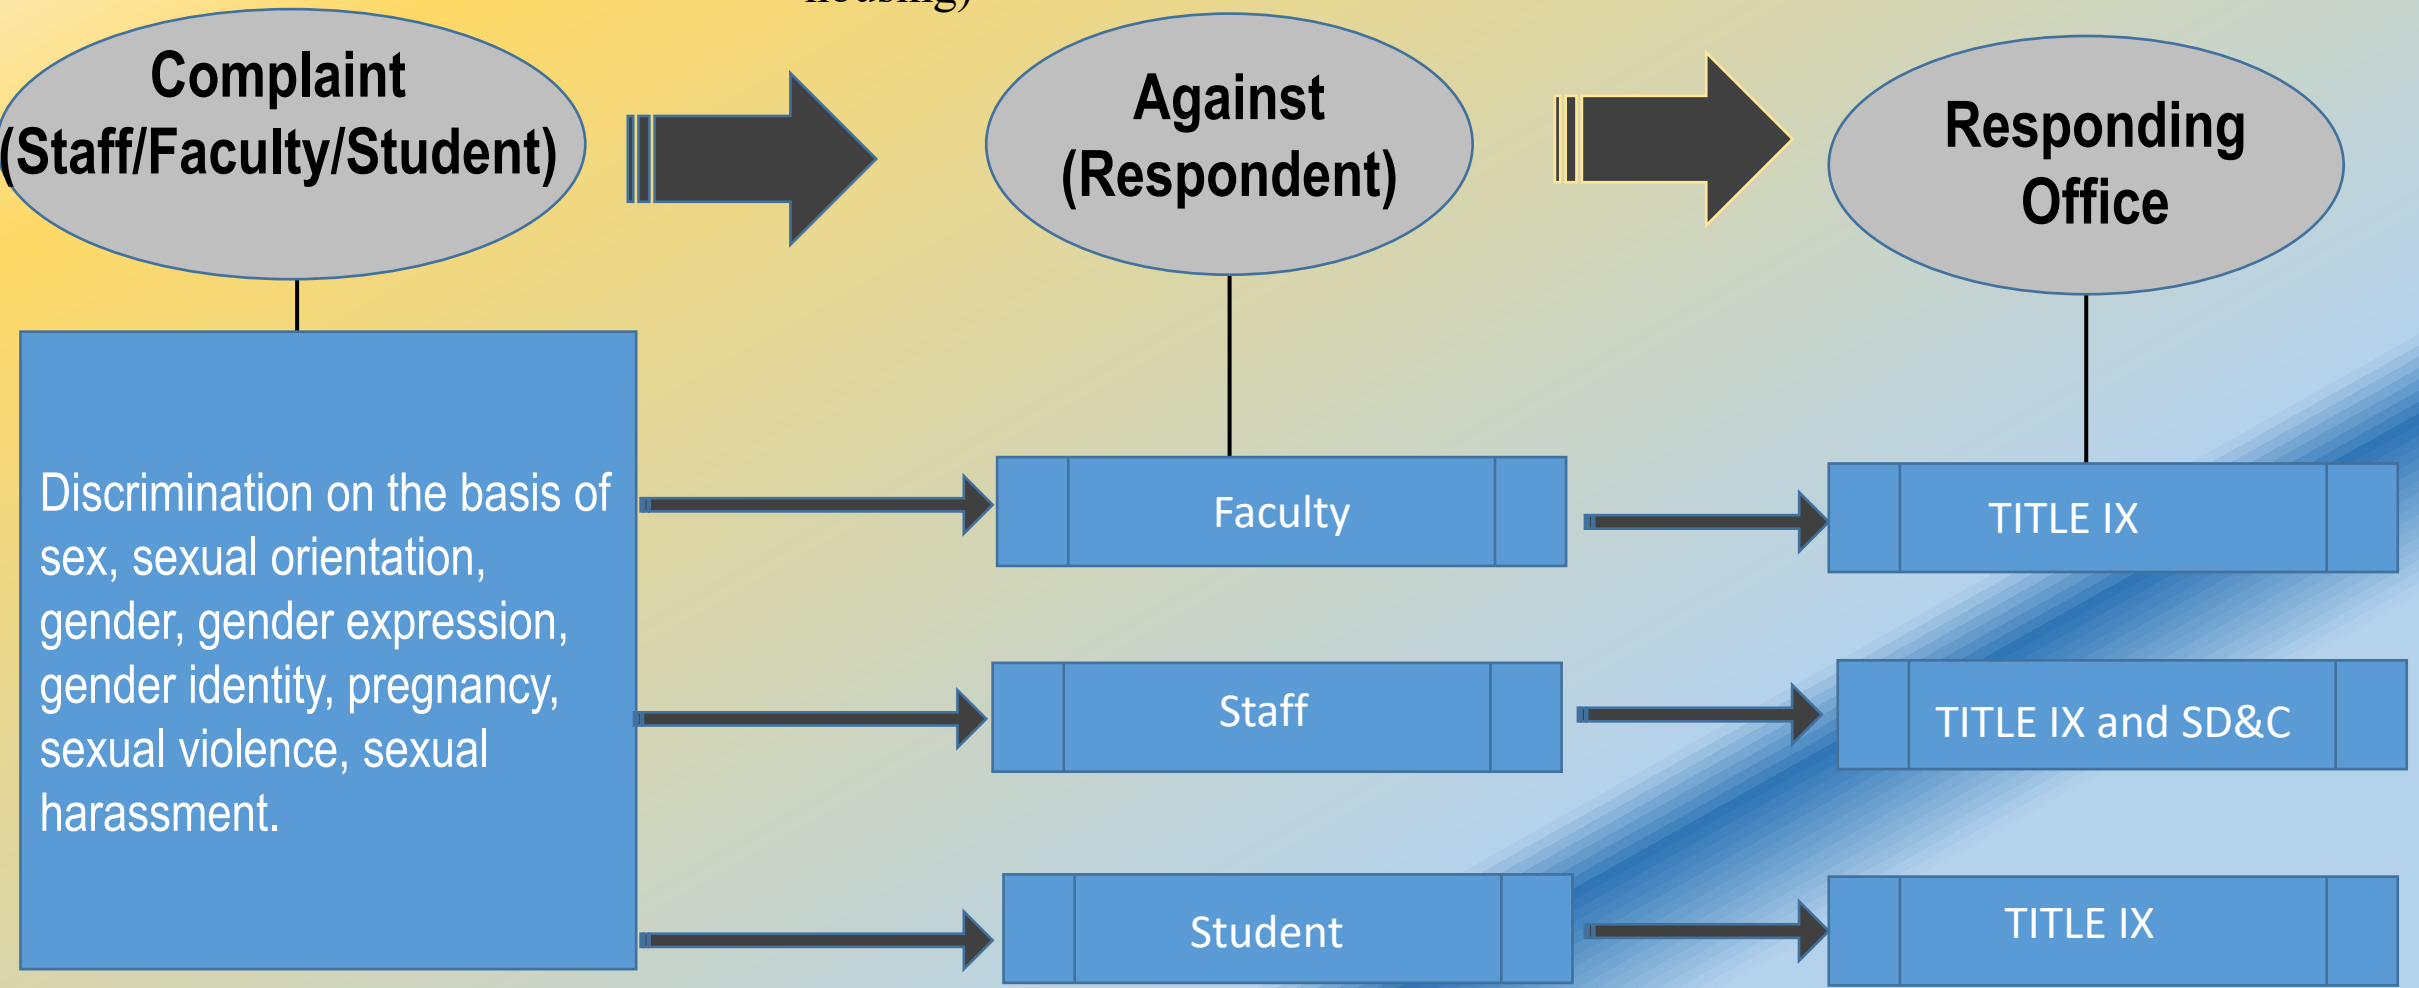 housing)
Complaint
(Staff/Faculty/Student)
Against
(Respondent)
Responding
Office
Discrimination on the basis of
sex, sexual orientation,
gender, gender expression,
gender identity, pregnancy,
sexual violence, sexual
harassment.
Faculty
TITLE IX
Staff
TITLE IX and SD&C
Student
TITLE IX